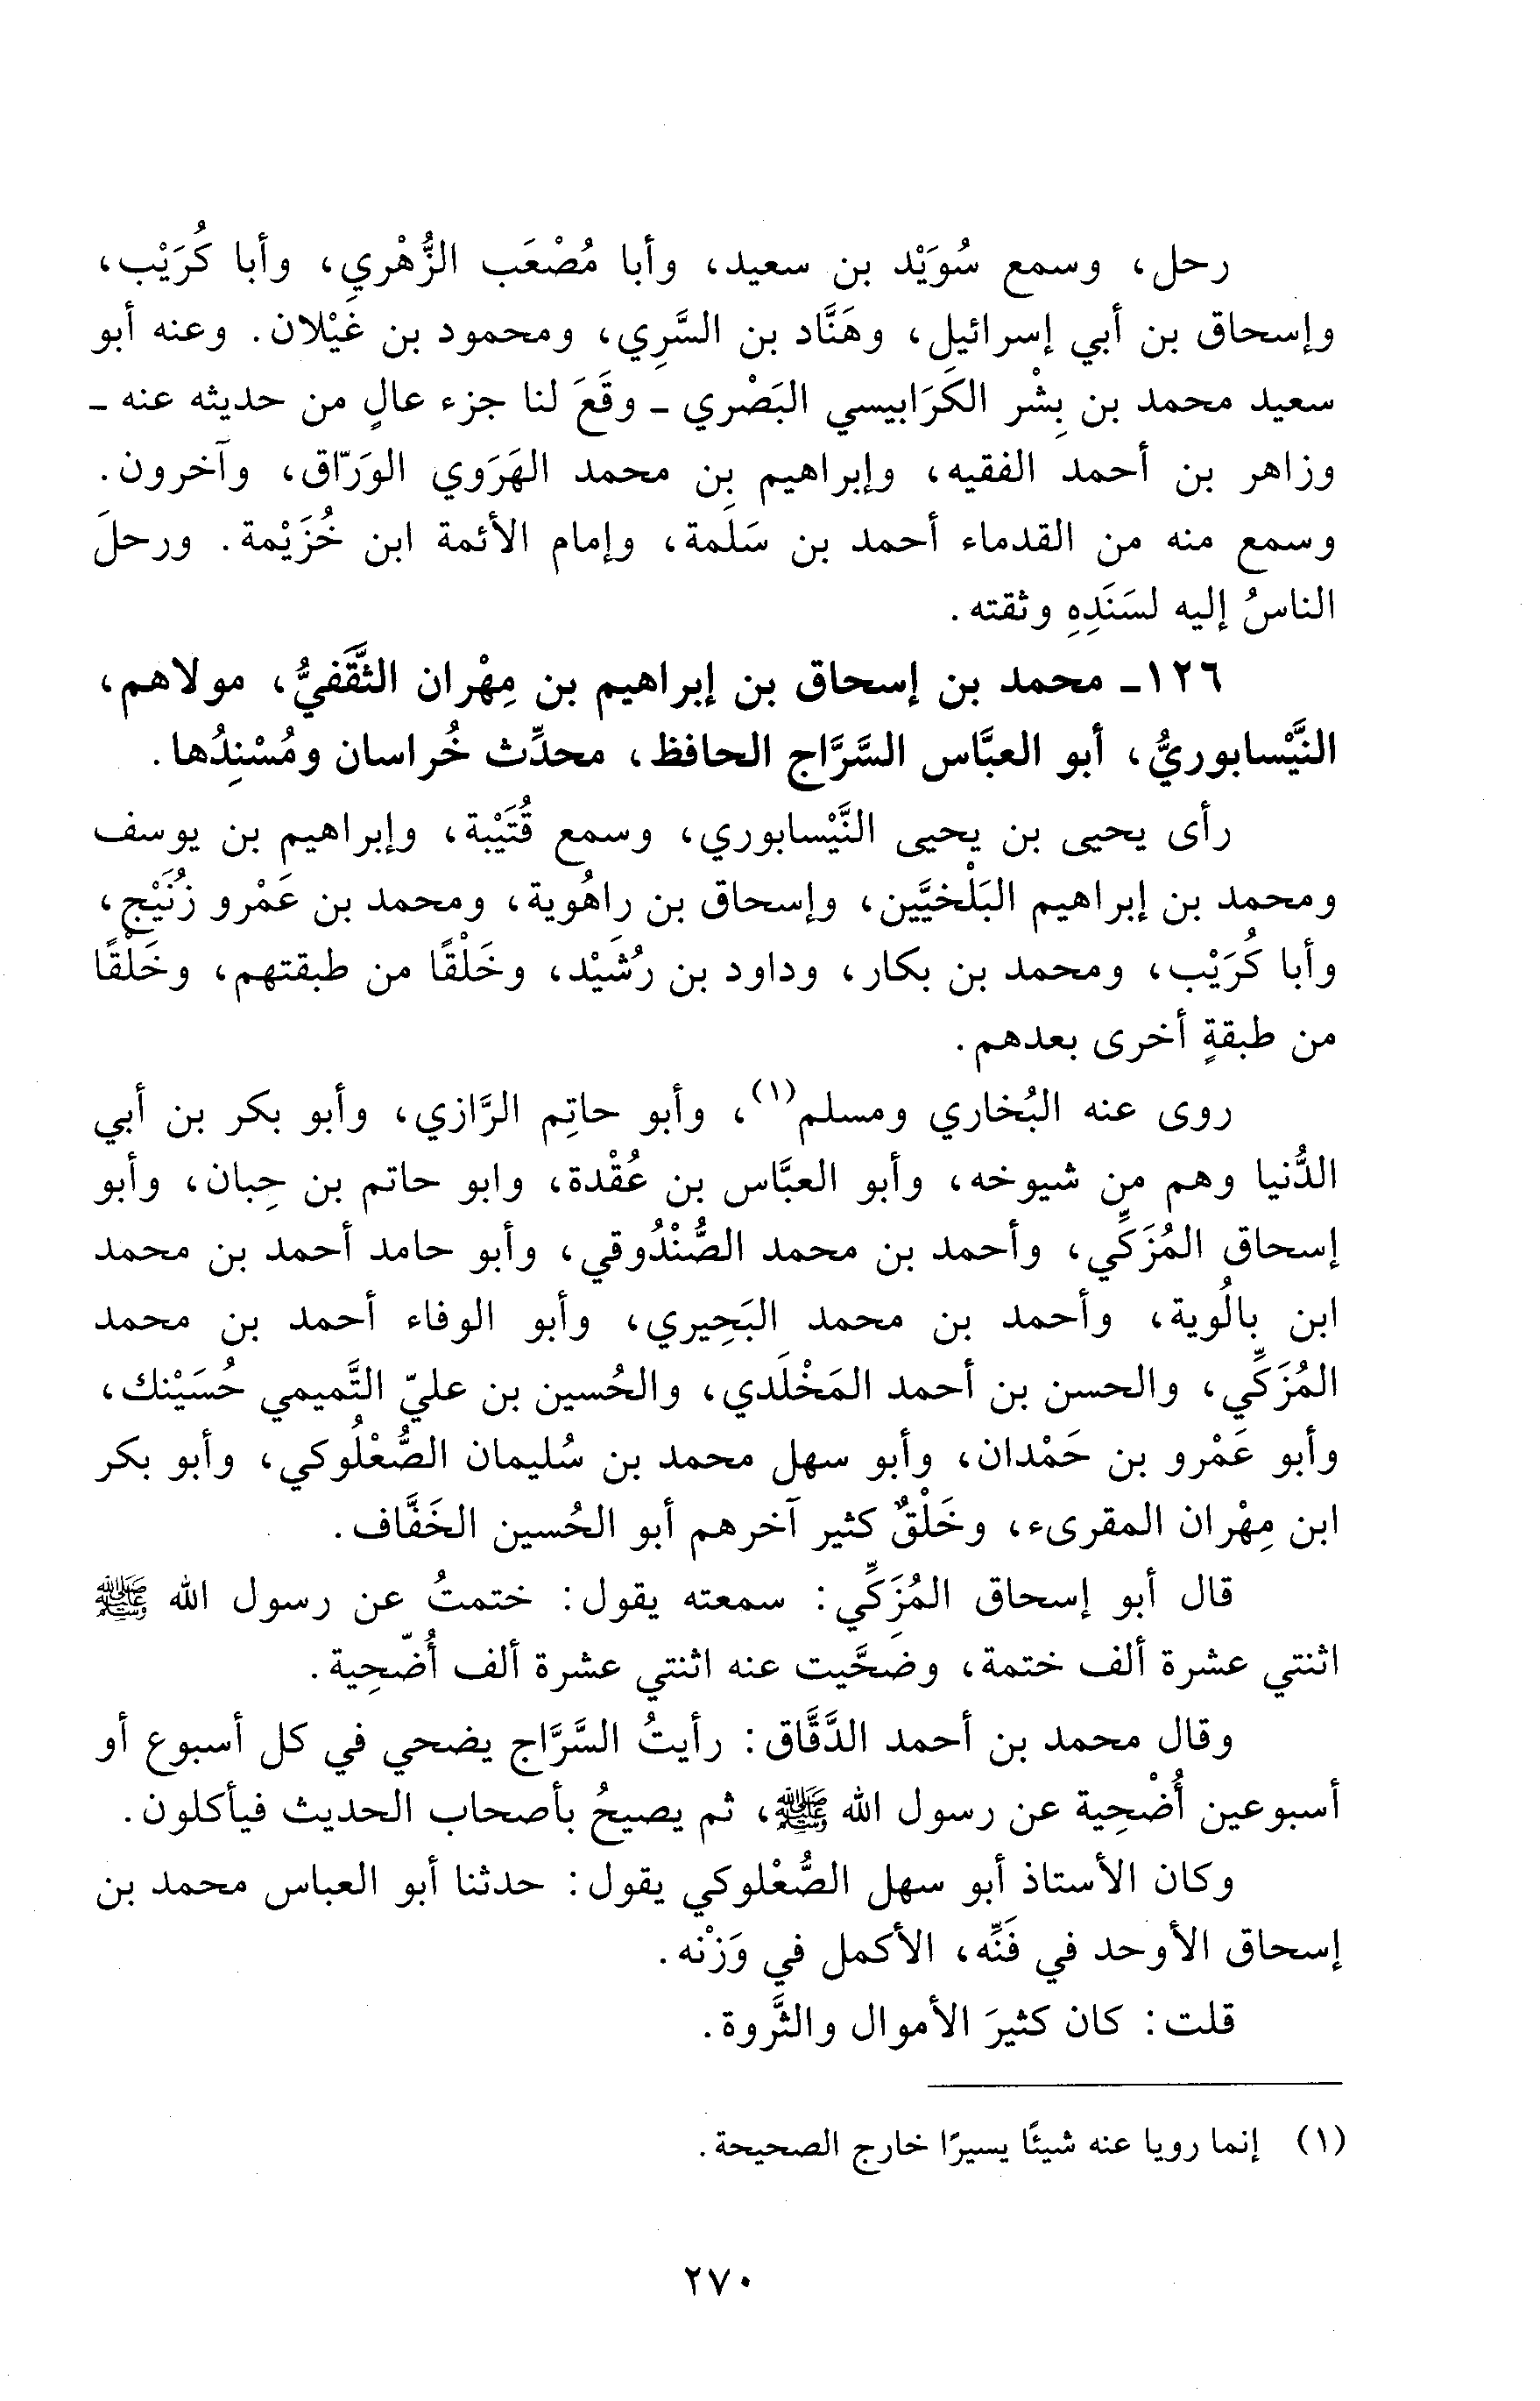 رحل، وسمع سُوَيْد بن سعيد، وأبا مُصْعَب الزُّهْرِي، وأبا كُرَيْب،
وإسحاق بن أبي إسرائيل، وهَنَّاد بن السَّرِي، ومحمود بن غَيْلان. وعنه أبو
سعيد محمد بن بِشْر الكَرَابيسي البَصْري - وقَعَ لنا جزء عالٍ من حديثه عنه -
وزاهر بن أحمد الفقيه، وإبراهيم بن محمد الهَرَوي الوَرّاق، وآخرون.
وسمع منه من القدماء أحمد بن سَلَمة، وإمام الأئمة ابن خُزَيْمة. ورحلَ
الناسُ إليه لسَنَدِهِ وثقته.
١٢٦- محمد بن إسحاق بن إبراهيم بن مِهْران الثَّقَفيُّ، مولاهم،
النَّيْسابوريُّ، أبو العبَّاس السَّرَّاج الحافظ، محدِّث خُراسان ومُسْنِدُها.
رأى يحيى بن يحيى النَّيْسابوري، وسمع قُتَيْبة، وإبراهيم بن يوسف
ومحمد بن إبراهيم البَلْخيَّين، وإسحاق بن راهُوية، ومحمد بن عَمْرو زُنَيْج،
وأبا كُرَيْب، ومحمد بن بكار، وداود بن رُشَيْد، وخَلْقًا من طبقتهم، وخَلْقًا
من طبقةٍ أخرى بعدهم.
روى عنه البُخاري ومسلم(١)، وأبو حاتِم الرَّازي، وأبو بكر بن أبي
الدُّنيا وهم من شيوخه، وأبو العبَّاس بن عُقْدة، وابو حاتم بن حِبان، وأبو
إسحاق المُزَكِّي، وأحمد بن محمد الصُّنْدُوقي، وأبو حامد أحمد بن محمد
ابن بالُوية، وأحمد بن محمد البَحِيري، وأبو الوفاء أحمد بن محمد
المُزَكِّي، والحسن بن أحمد المَخْلَدي، والحُسين بن عليّ التَّميمي حُسَيْنك،
وأبو عَمْرو بن حَمْدان، وأبو سهل محمد بن سُليمان الصُّعْلُوكي، وأبو بكر
ابن مِهْران المقرىء، وخَلْقٌ كثير آخرهم أبو الحُسين الخَفَّاف.
قال أبو إسحاق المُزَكِّي: سمعته يقول: ختمتُ عن رسول الله ﷺ
اثنتي عشرة ألف ختمة، وضَحَّيت عنه اثنتي عشرة ألف أُضّحِية.
وقال محمد بن أحمد الدَّقَّاق: رأيتُ السَّرَّاج يضحي في كل أسبوع أو
أسبوعين أُضْحِية عن رسول الله ﷺ، ثم يصيحُ بأصحاب الحديث فيأكلون.
وكان الأستاذ أبو سهل الصُّعْلوكي يقول: حدثنا أبو العباس محمد بن
إسحاق الأوحد في فَنِّه، الأكمل في وَزْنه.
قلت: كان كثيرَ الأموال والثَّروة.
(١) إنما رويا عنه شيئًا يسيرًا خارج الصحيحة.
٢٧٠